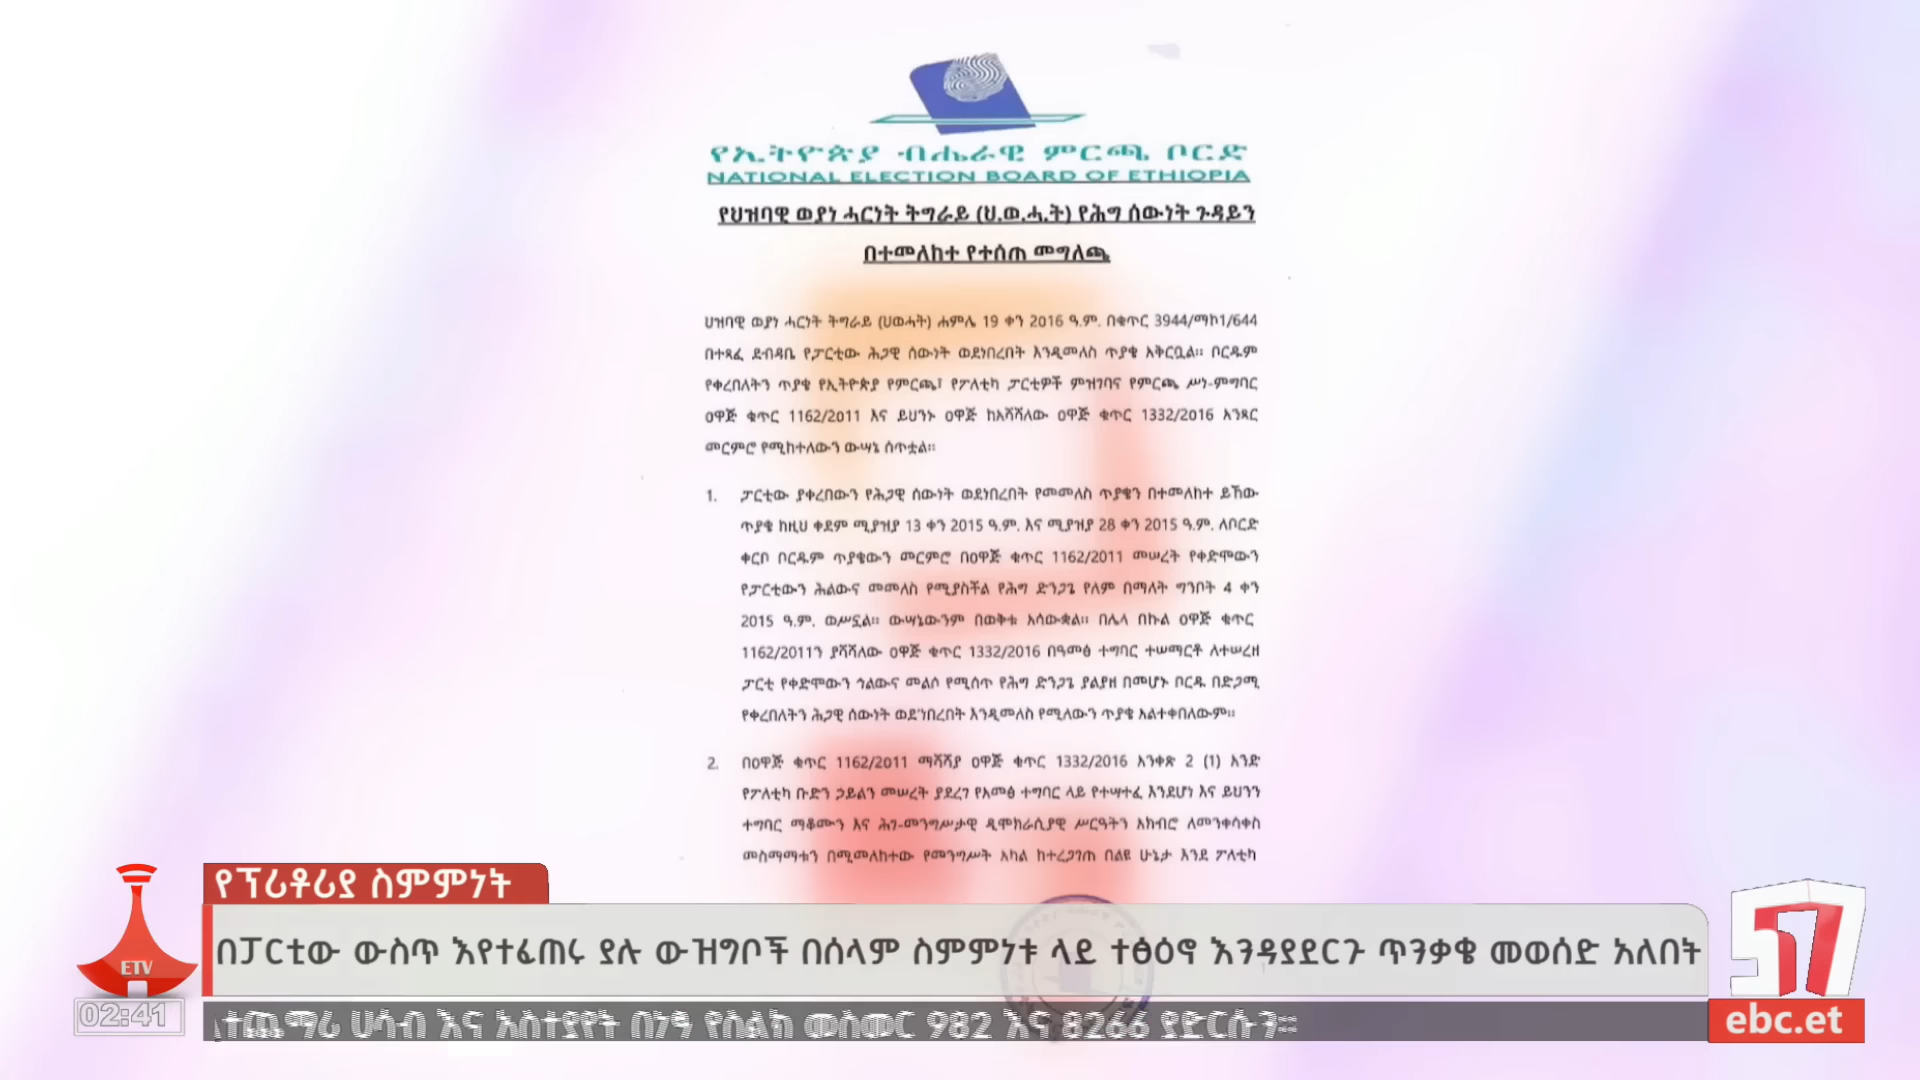 የኢትዮጵያ ብሔራዊ ምርጫ ቦርድ
NATIONAL ELECTION BOARD OF ETHIOPIA
የህዝባዊ ወያነ ሓርነት ትግራይ (ህ.ወ.ሓ.ት) የሕግ ሰውነት ጉዳይን
በተመለከተ የተሰጠ መግለጫ
ህዝባዊ ወያነ ሓርነት ትግራይ (ህወሓት) ሐምሌ 19 ቀን 2016 ዓ.ም. በቁጥር 3944/ማኮ1/644
በተጻፈ ደብዳቤ የፓርቲው ሕጋዊ ሰውነት ወደነበረበት እንዲመለስ ጥያቄ አቅርቧል። ቦርዱም
የቀረበለትን ጥያቄ የኢትዮጵያ የምርጫ፣ የፖለቲካ ፓርቲዎች ምዝገባና የምርጫ ሥነ-ምግባር
ዐዋጅ ቁጥር 1162/2011 እና ይህንኑ ዐዋጅ ከአሻሻለው ዐዋጅ ቁጥር 1332/2016 አንጻር
መርምሮ የሚከተለውን ውሣኔ ሰጥቷል።
1. ፓርቲው ያቀረበውን የሕጋዊ ሰውነት ወደነበረበት የመመለስ ጥያቄን በተመለከተ ይኸው
ጥያቄ ከዚህ ቀደም ሚያዝያ 13 ቀን 2015 ዓ.ም. እና ሚያዝያ 28 ቀን 2015 ዓ.ም. ለቦርድ
ቀርቦ ቦርዱም ጥያቄውን መርምሮ በዐዋጅ ቁጥር 1162/2011 መሠረት የቀድሞውን
የፓርቲውን ሕልውና መመለስ የሚያስችል የሕግ ድንጋጌ የለም በማለት ግንቦት 4 ቀን
2015 ዓ.ም. ወሥኗል። ውሣኔውንም በወቅቱ አሳውቋል። በሌላ በኩል ዐዋጅ ቁጥር
1162/2011ን ያሻሻለው ዐዋጅ ቁጥር 1332/2016 በዓመፅ ተግባር ተሠማርቶ ለተሠረዘ
ፓርቲ የቀድሞውን ኅልውና መልሶ የሚሰጥ የሕግ ድንጋጌ ያልያዘ በመሆኑ ቦርዱ በድጋሚ
የቀረበለትን ሕጋዊ ሰውነት ወደነበረበት እንዲመለስ የሚለውን ጥያቄ አልተቀበለውም።
2. በዐዋጅ ቁጥር 1162/2011 ማሻሻያ ዐዋጅ ቁጥር 1332/2016 አንቀጽ 2 (1) አንድ
የፖለቲካ ቡድን ኃይልን መሠረት ያደረገ የአመፅ ተግባር ላይ የተሣተፈ እንደሆነ እና ይህንን
ተግባር ማቆሙን እና ሕገ-መንግሥታዊ ዲሞክራሲያዊ ሥርዓትን አክብሮ ለመንቀሳቀስ
መስማማቱን በሚመለከተው የመንግሥት አካል ከተረጋገጠ በልዩ ሁኔታ እንደ ፖለቲካ
የፕሪቶሪያ ስምምነት
በፓርቲው ውስጥ እየተፈጠሩ ያሉ ውዝግቦች በሰላም ስምምነቱ ላይ ተፅዕኖ እንዳያደርጉ ጥንቃቄ መወሰድ አለበት
ETV
57
02:41
ተጨማሪ ሀሳብ እና አስተያየት በነፃ የስልክ መስመር 982 እና 8266 ያድርሱን።
ebc.et